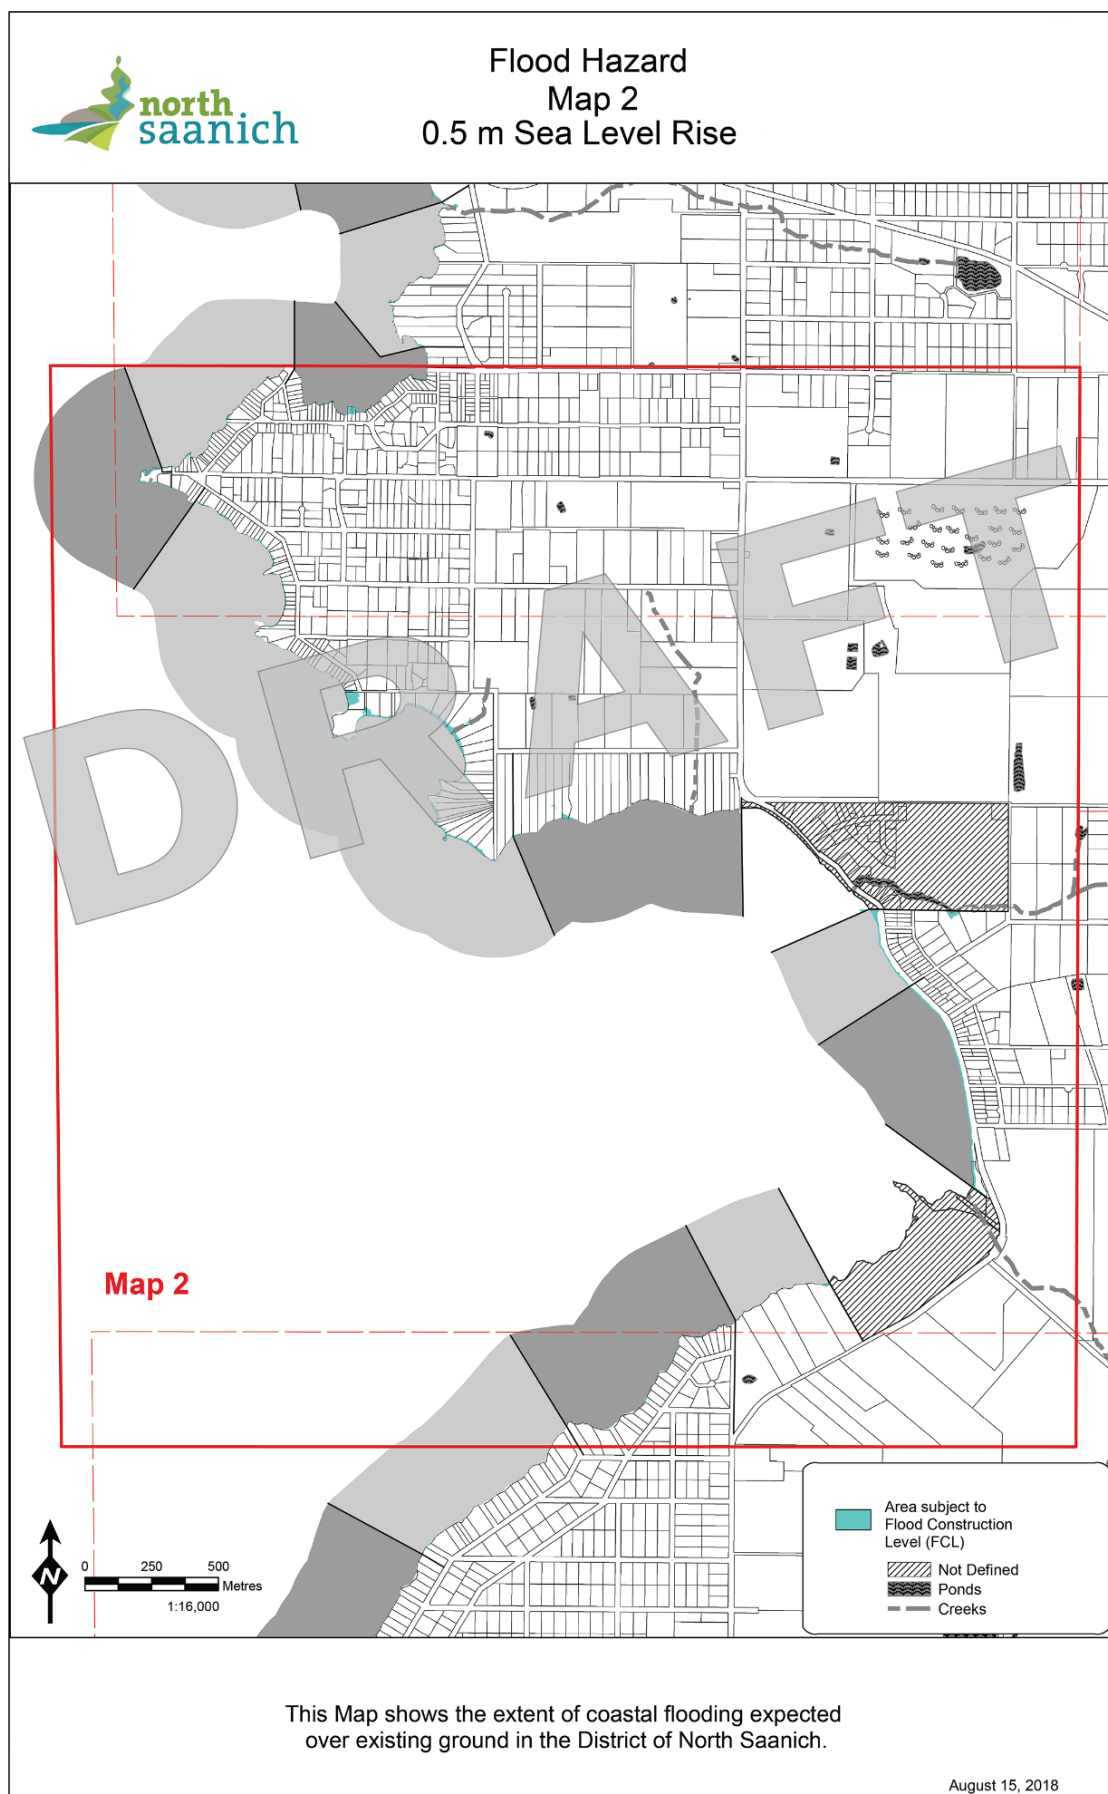 north
saanich
Flood Hazard
Map 2
0.5 m Sea Level Rise
DRAFT
Map 2
N
0 250 500
Metres
1:16,000
Area subject to
Flood Construction
Level (FCL)
Not Defined
Ponds
Creeks
This Map shows the extent of coastal flooding expected
over existing ground in the District of North Saanich.
August 15, 2018